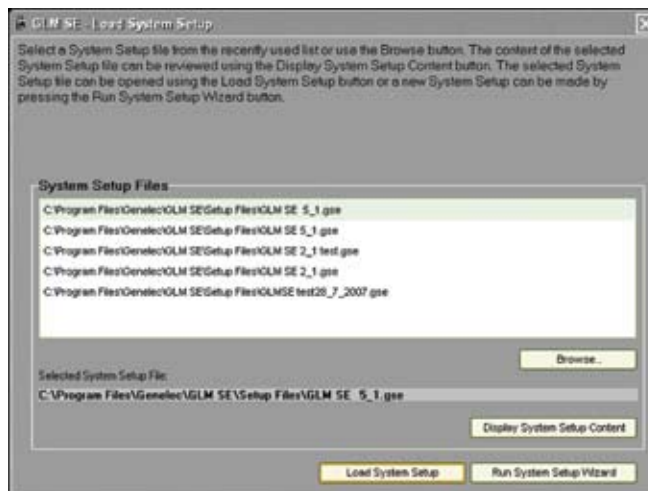 GLM SE - Load System Setup
Select a System Setup file from the recently used list or use the Browse button. The content of the selected
System Setup file can be reviewed using the Display System Setup Content button. The selected System
Setup file can be opened using the Load System Setup button or a new System Setup can be made by
pressing the Run System Setup Wizard button.
System Setup Files
C:\Program Files\Genelec\GLM SE\Setup Files\GLM SE  5_1.gse
C:\Program Files\Genelec\GLM SE\Setup Files\GLM SE 5_1.gse
C:\Program Files\Genelec\GLM SE\Setup Files\GLM SE 2_1 test.gse
C:\Program Files\Genelec\GLM SE\Setup Files\GLM SE 2_1.gse
C:\Program Files\Genelec\GLM SE\Setup Files\GLMSE test28_7_2007.gse
Browse..
Selected System Setup File:
C:\Program Files\Genelec\GLM SE\Setup Files\GLM SE  5_1.gse
Display System Setup Content
Load System Setup
Run System Setup Wizard